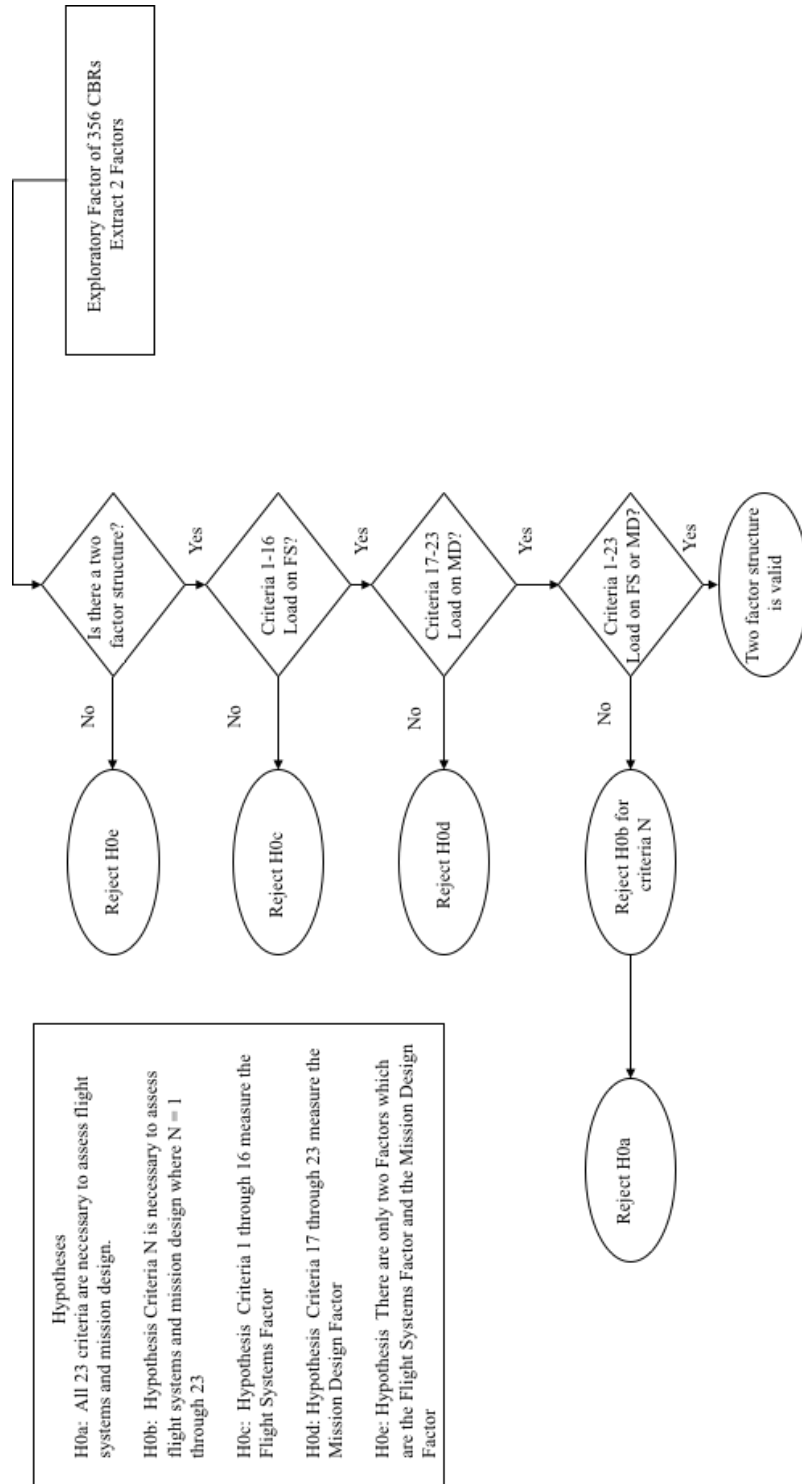 Hypotheses
H0a: All 23 criteria are necessary to assess flight
systems and mission design.
H0b: Hypothesis Criteria N is necessary to assess
flight systems and mission design where N = 1
through 23
H0c: Hypothesis Criteria 1 through 16 measure the
Flight Systems Factor
H0d: Hypothesis Criteria 17 through 23 measure the
Mission Design Factor
H0e: Hypothesis There are only two Factors which
are the Flight Systems Factor and the Mission Design
Factor
Exploratory Factor of 356 CBRs
Extract 2 Factors
Is there a two
factor structure?
No
Reject H0e
Yes
Criteria 1-16
Load on FS?
No
Reject H0c
Yes
Criteria 17-23
Load on MD?
No
Reject H0d
Yes
Criteria 1-23
Load on FS or MD?
No
Reject H0b for
criteria N
Reject H0a
Yes
Two factor structure
is valid